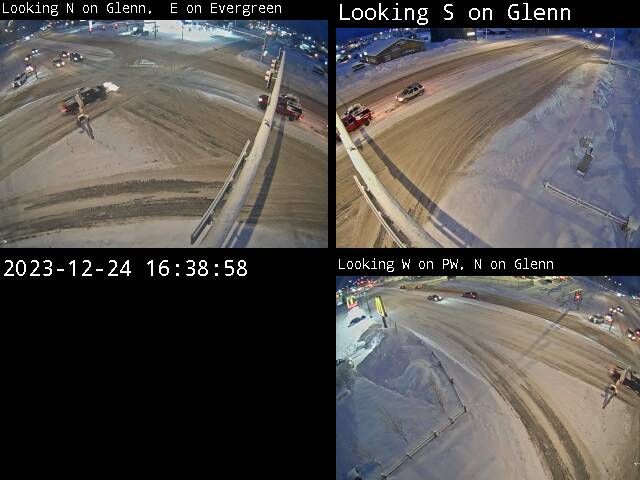 Looking N on Glenn,  E on Evergreen
Looking S on Glenn
2023-12-24 16:38:58
Looking W on PW, N on Glenn